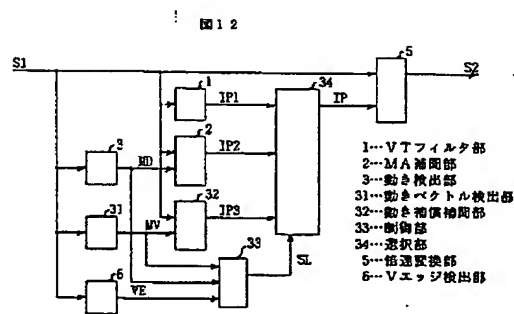 図12
S1
5
S2
1
34
IP1
IP
2
3
MD
IP2
32
31
MV
IP3
33
6
VE
SL
1…VTフィルタ部
2…MA補間部
3…動き検出部
31…動きベクトル検出部
32…動き補償補間部
33…制御部
34…選択部
5…倍速変換部
6…Vエッジ検出部